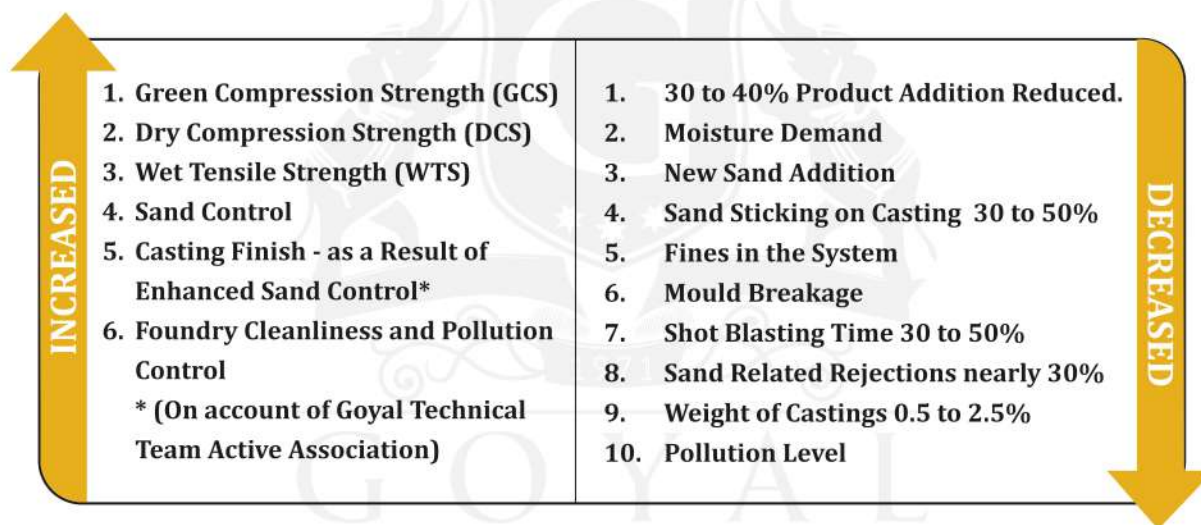 INCREASED
1. Green Compression Strength (GCS)
2. Dry Compression Strength (DCS)
3. Wet Tensile Strength (WTS)
4. Sand Control
5. Casting Finish - as a Result of
Enhanced Sand Control*
6. Foundry Cleanliness and Pollution
Control
* (On account of Goyal Technical
Team Active Association)
1. 30 to 40% Product Addition Reduced.
2. Moisture Demand
3. New Sand Addition
4. Sand Sticking on Casting 30 to 50%
5. Fines in the System
6. Mould Breakage
7. Shot Blasting Time 30 to 50%
8. Sand Related Rejections nearly 30%
9. Weight of Castings 0.5 to 2.5%
10. Pollution Level
DECREASED
G
1971
GOYAL